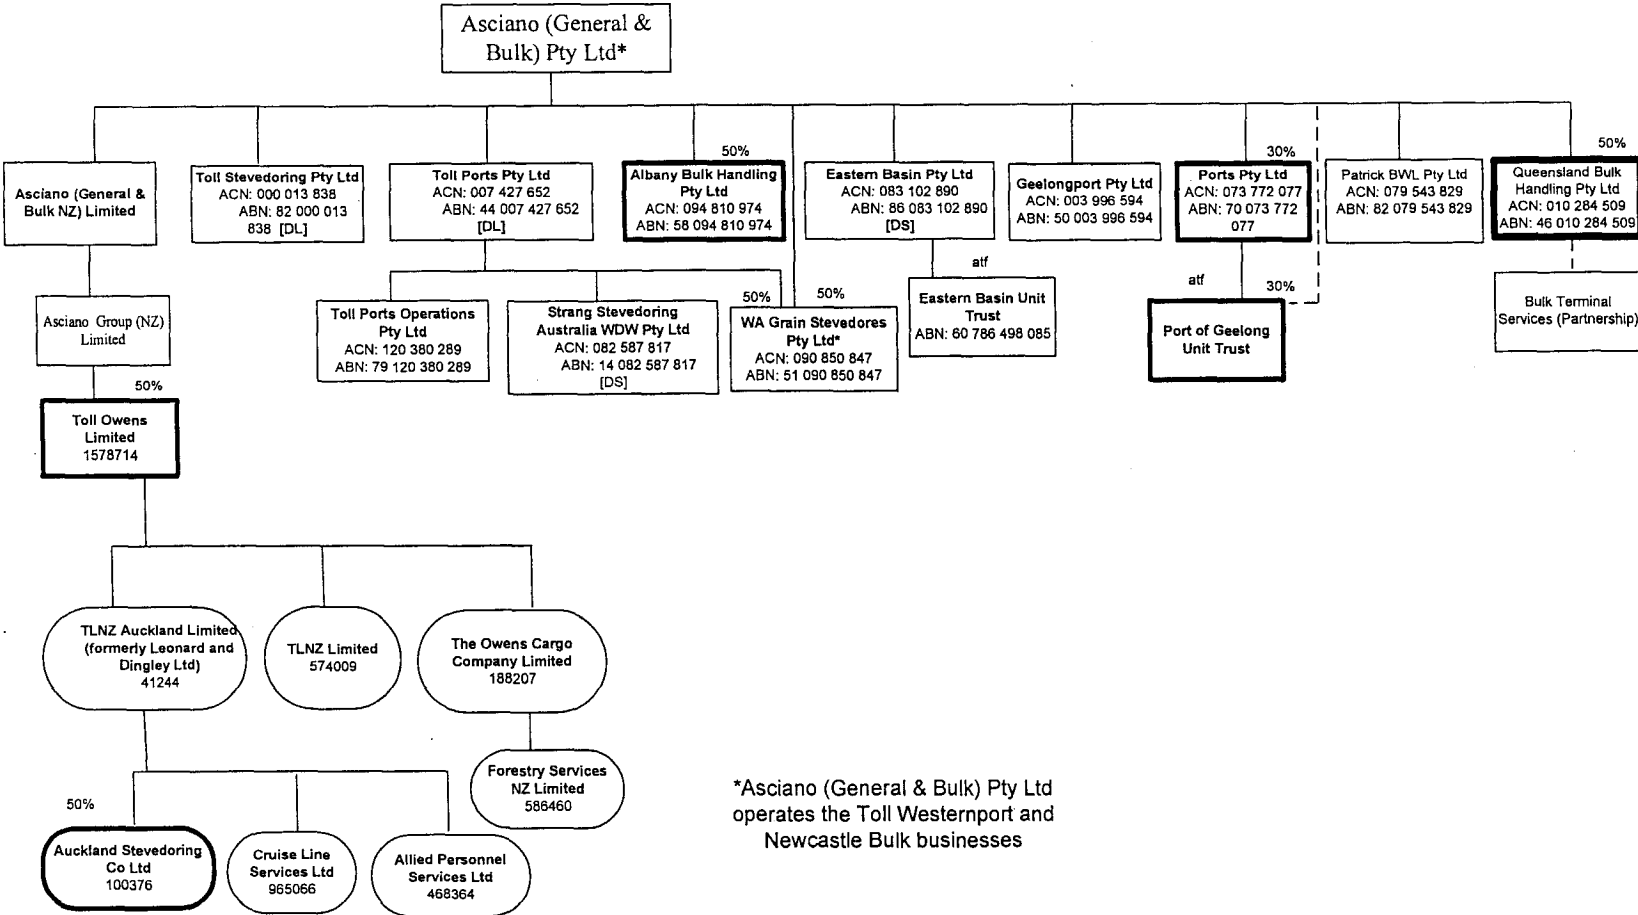 Asciano (General &
Bulk) Pty Ltd*
Asciano (General &
Bulk NZ) Limited
Toll Stevedoring Pty Ltd
ACN: 000 013 838
ABN: 82 000 013
838 [DL]
Toll Ports Pty Ltd
ACN: 007 427 652
ABN: 44 007 427 652
[DL]
50%
Albany Bulk Handling
Pty Ltd
ACN: 094 810 974
ABN: 58 094 810 974
Eastern Basin Pty Ltd
ACN: 083 102 890
ABN: 86 083 102 890
[DS]
Geelongport Pty Ltd
ACN: 003 996 594
ABN: 50 003 996 594
30%
Ports Pty Ltd
ACN: 073 772 077
ABN: 70 073 772
077
Patrick BWL Pty Ltd
ACN: 079 543 829
ABN: 82 079 543 829
50%
Queensland Bulk
Handling Pty Ltd
ACN: 010 284 509
ABN: 46 010 284 509
Asciano Group (NZ)
Limited
Toll Ports Operations
Pty Ltd
ACN: 120 380 289
ABN: 79 120 380 289
Strang Stevedoring
Australia WDW Pty Ltd
ACN: 082 587 817
ABN: 14 082 587 817
[DS]
50%
50%
WA Grain Stevedores
Pty Ltd*
ACN: 090 850 847
ABN: 51 090 850 847
atf
Eastern Basin Unit
Trust
ABN: 60 786 498 085
atf
30%
Port of Geelong
Unit Trust
Bulk Terminal
Services (Partnership)
50%
Toll Owens
Limited
1578714
TLNZ Auckland Limited
(formerly Leonard and
Dingley Ltd)
41244
TLNZ Limited
574009
The Owens Cargo
Company Limited
188207
Forestry Services
NZ Limited
586460
50%
Auckland Stevedoring
Co Ltd
100376
Cruise Line
Services Ltd
965066
Allied Personnel
Services Ltd
468364
*Asciano (General & Bulk) Pty Ltd
operates the Toll Westernport and
Newcastle Bulk businesses